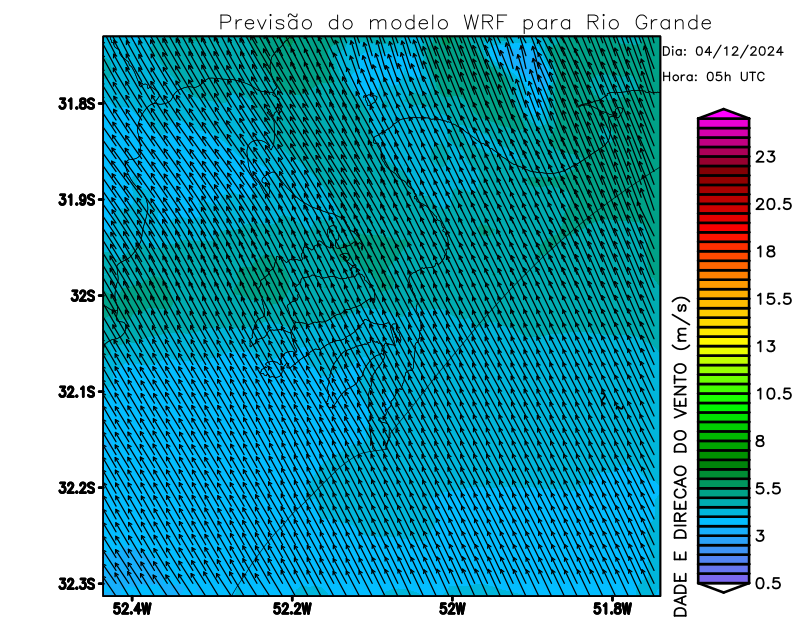 Previsão do modelo WRF para Rio Grande
Dia: 04/12/2024
Hora: 05h UTC
31.8S
31.9S
32S
32.1S
32.2S
32.3S
52.4W
52.2W
52W
51.8W
DADE E DIRECAO DO VENTO (m/s)
23
20.5
18
15.5
13
10.5
8
5.5
3
0.5